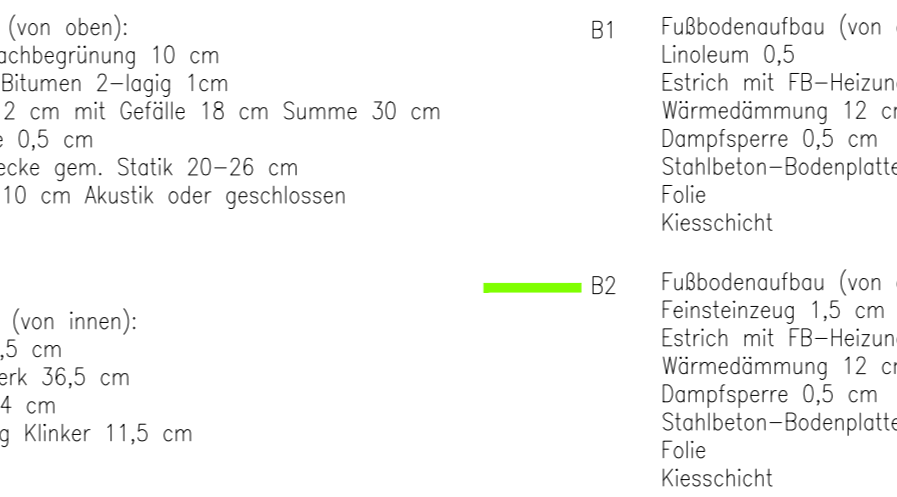 (von oben):
achbegrünung 10 cm
Bitumen 2-lagig 1cm
2 cm mit Gefälle 18 cm Summe 30 cm
0,5 cm
ecke gem. Statik 20-26 cm
10 cm Akustik oder geschlossen
(von innen):
,5 cm
erk 36,5 cm
4 cm
g Klinker 11,5 cm
B1 Fußbodenaufbau (von
Linoleum 0,5
Estrich mit FB-Heizung
Wärmedämmung 12 cm
Dampfsperre 0,5 cm
Stahlbeton-Bodenplatte
Folie
Kiesschicht
B2 Fußbodenaufbau (von
Feinsteinzeug 1,5 cm
Estrich mit FB-Heizung
Wärmedämmung 12 cm
Dampfsperre 0,5 cm
Stahlbeton-Bodenplatte
Folie
Kiesschicht